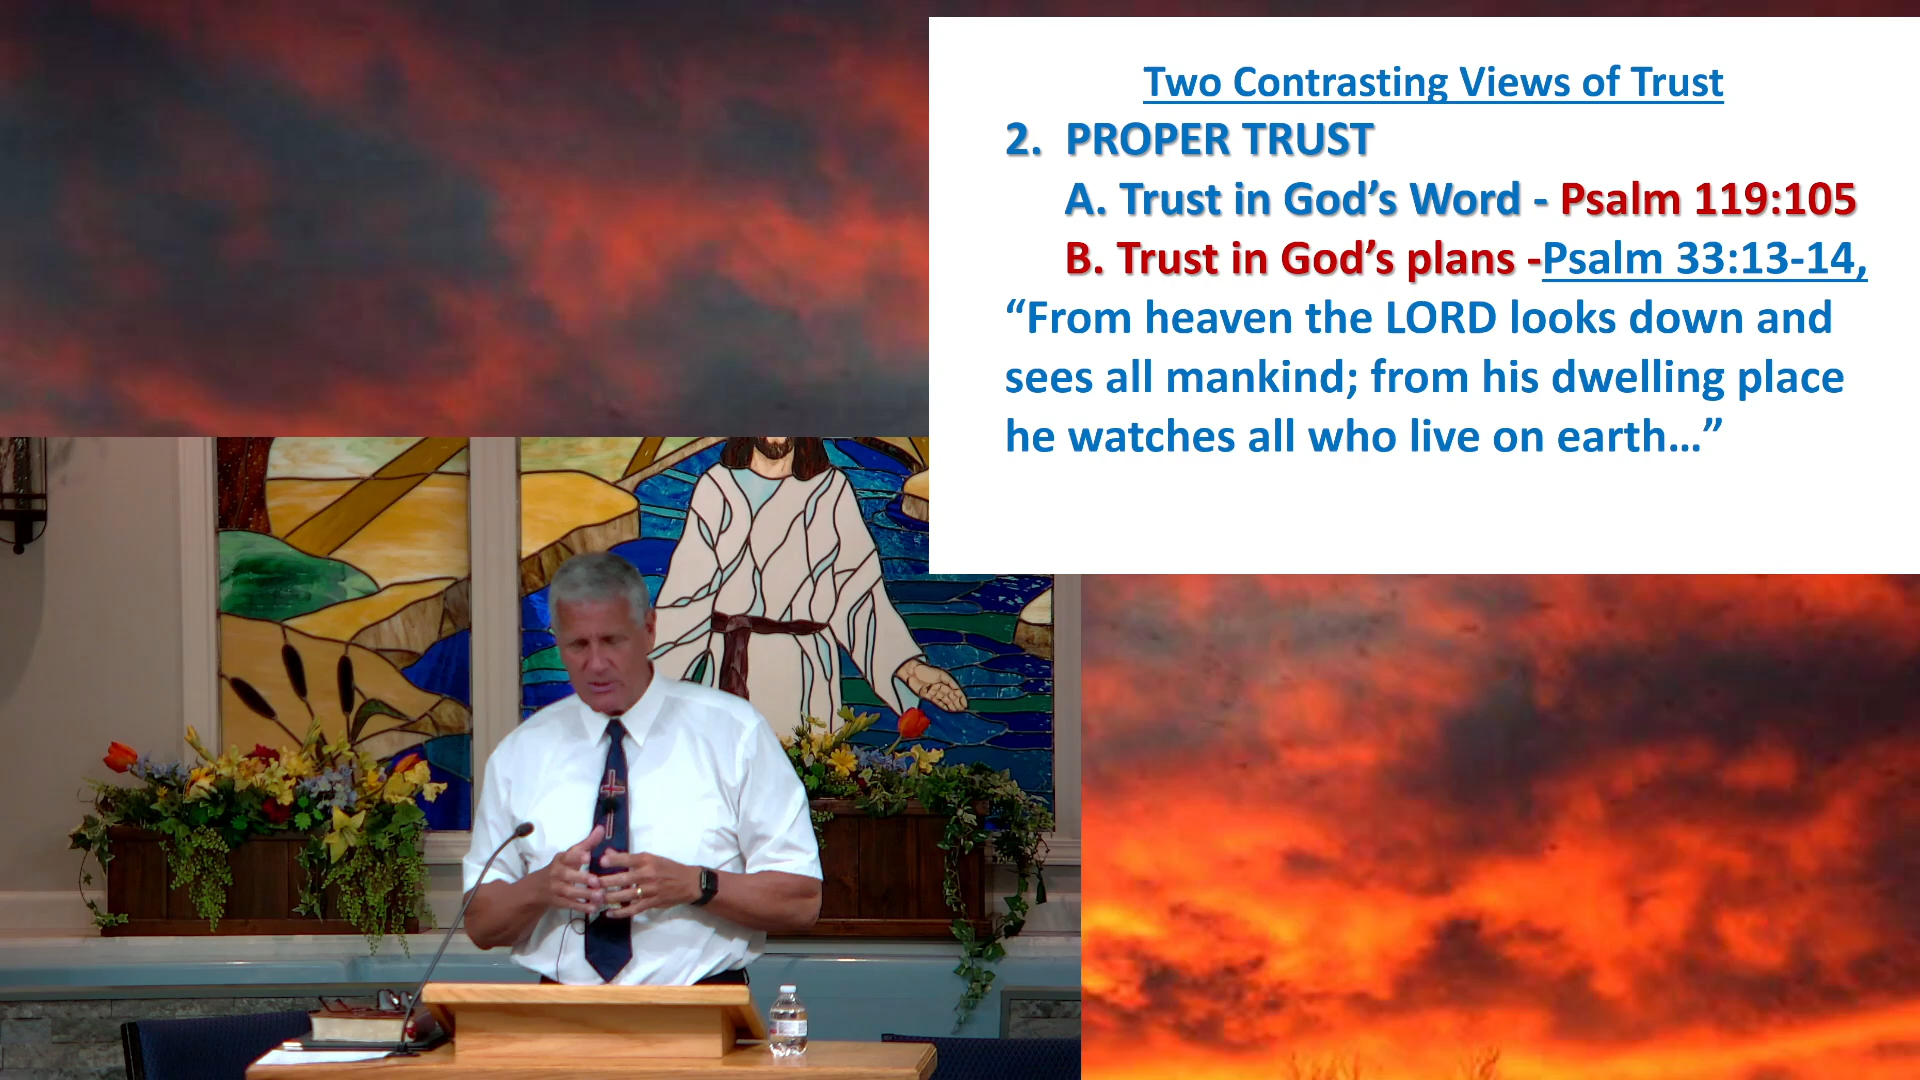 Two Contrasting Views of Trust
2. PROPER TRUST
A. Trust in God’s Word - Psalm 119:105
B. Trust in God’s plans -Psalm 33:13-14,
“From heaven the LORD looks down and
sees all mankind; from his dwelling place
he watches all who live on earth…”